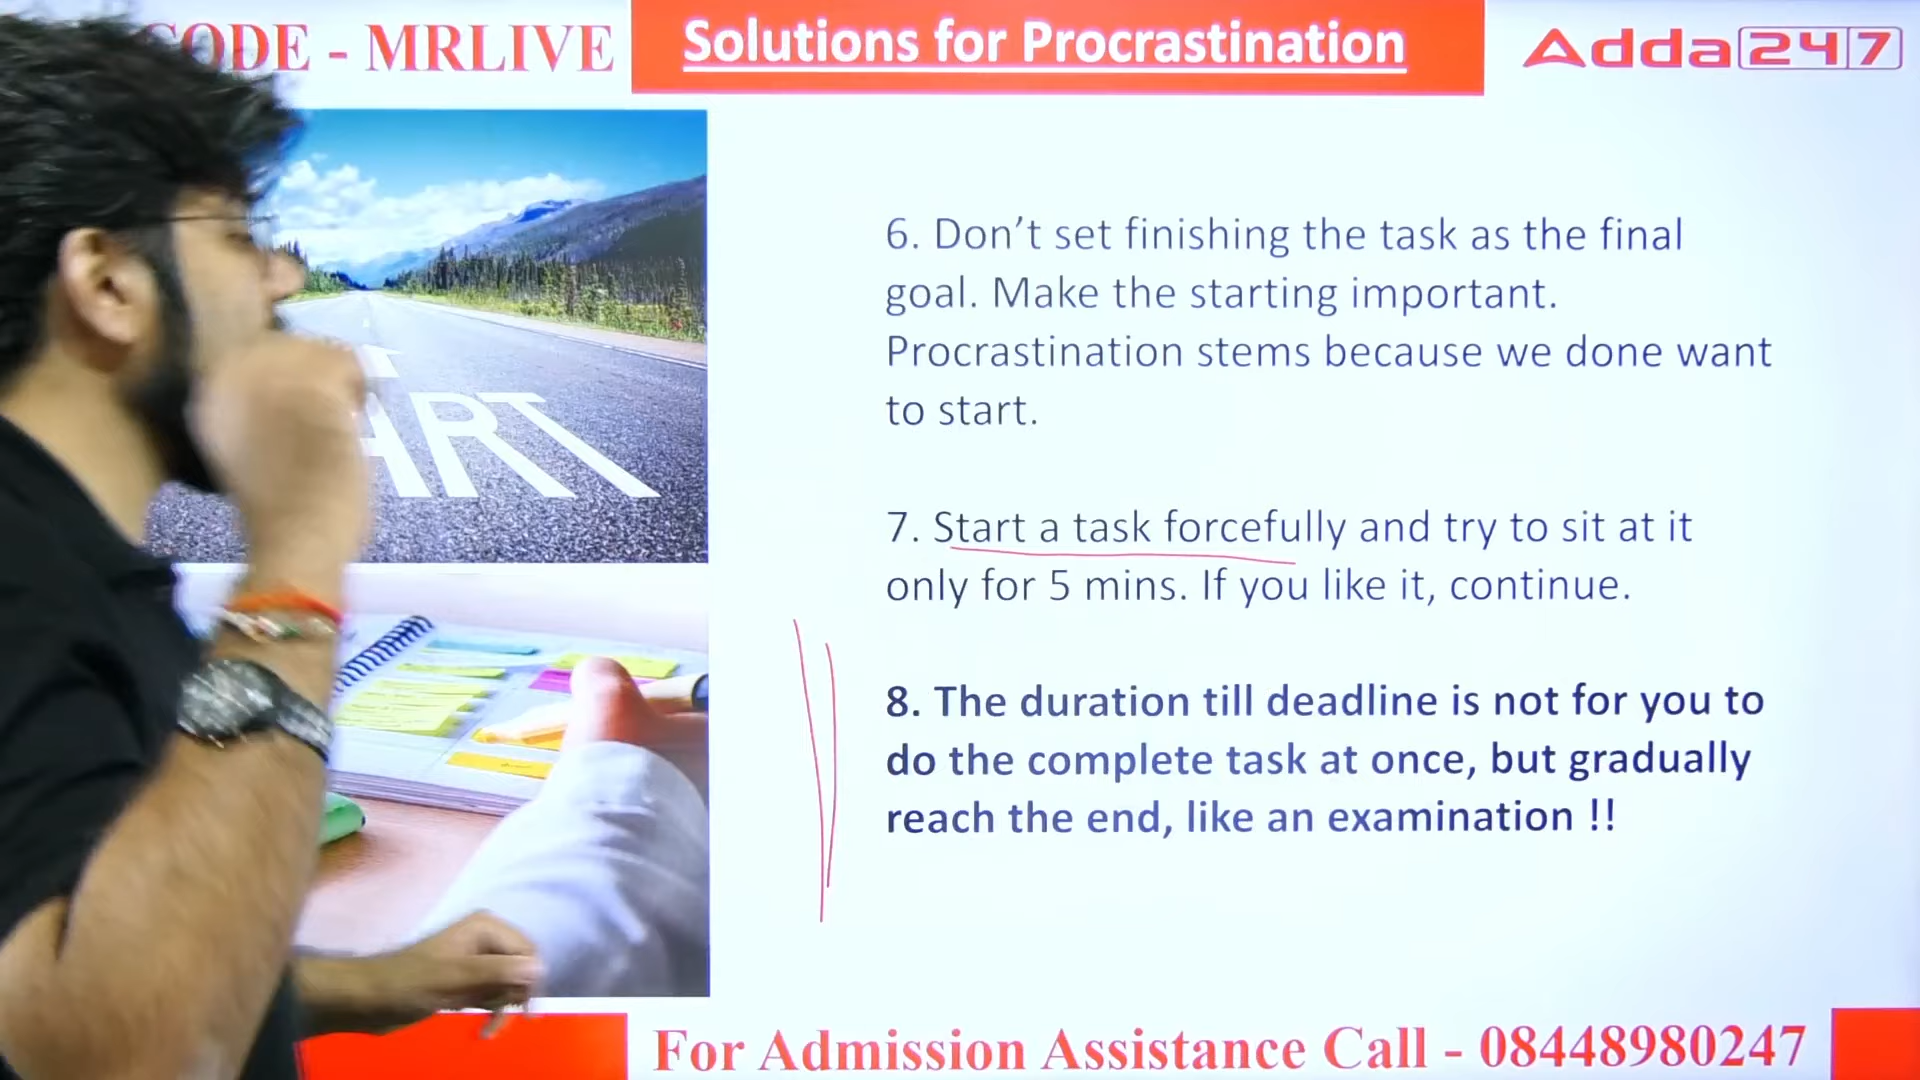 CODE - MRLIVE
Solutions for Procrastination
Adda247
ART
6. Don’t set finishing the task as the final
goal. Make the starting important.
Procrastination stems because we done want
to start.
7. Start a task forcefully and try to sit at it
only for 5 mins. If you like it, continue.
8. The duration till deadline is not for you to
do the complete task at once, but gradually
reach the end, like an examination !!
For Admission Assistance Call - 08448980247